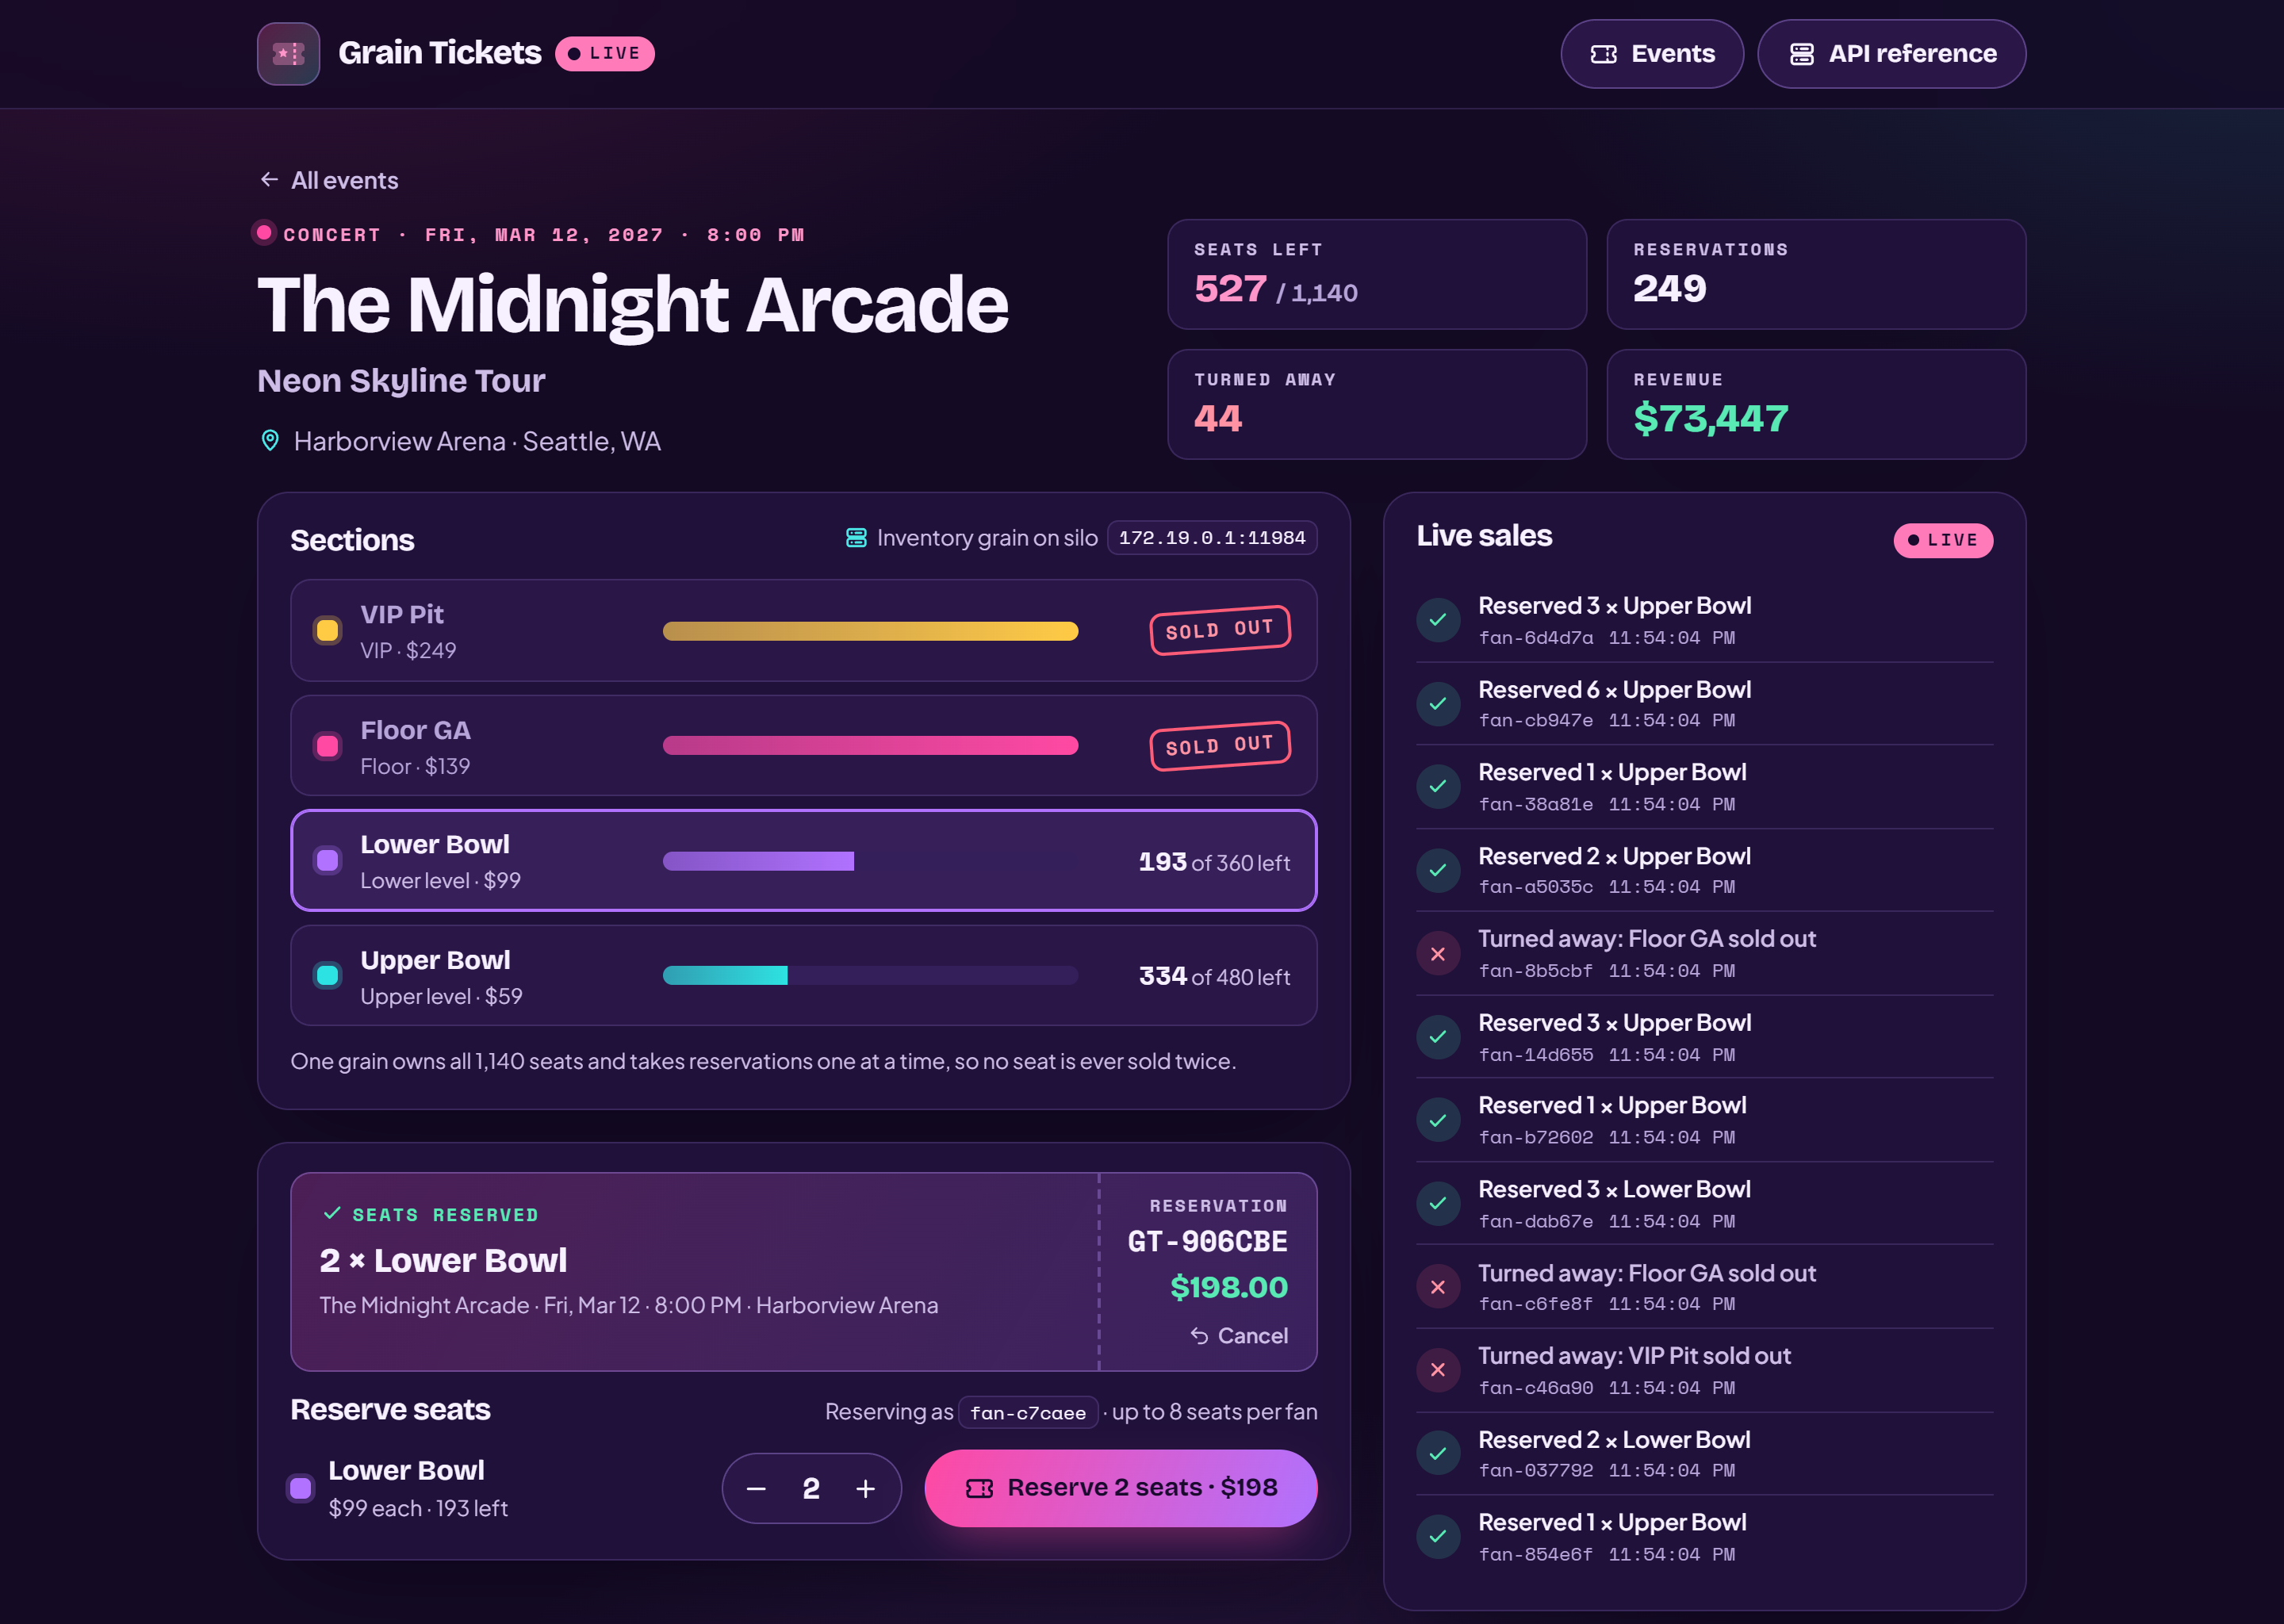 Grain Tickets
LIVE
Events
API reference
All events
CONCERT · FRI, MAR 12, 2027 · 8:00 PM
The Midnight Arcade
Neon Skyline Tour
Harborview Arena · Seattle, WA
SEATS LEFT
527 / 1,140
RESERVATIONS
249
TURNED AWAY
44
REVENUE
$73,447
Sections
Inventory grain on silo 172.19.0.1:11984
VIP Pit
VIP · $249
SOLD OUT
Floor GA
Floor · $139
SOLD OUT
Lower Bowl
Lower level · $99
193 of 360 left
Upper Bowl
Upper level · $59
334 of 480 left
One grain owns all 1,140 seats and takes reservations one at a time, so no seat is ever sold twice.
SEATS RESERVED
2 × Lower Bowl
The Midnight Arcade · Fri, Mar 12 · 8:00 PM · Harborview Arena
RESERVATION
GT-906CBE
$198.00
Cancel
Reserve seats
Reserving as fan-c7caee · up to 8 seats per fan
Lower Bowl
$99 each · 193 left
− 2 +
Reserve 2 seats · $198
Live sales
LIVE
Reserved 3 × Upper Bowl
fan-6d4d7a 11:54:04 PM
Reserved 6 × Upper Bowl
fan-cb947e 11:54:04 PM
Reserved 1 × Upper Bowl
fan-38a81e 11:54:04 PM
Reserved 2 × Upper Bowl
fan-a5035c 11:54:04 PM
Turned away: Floor GA sold out
fan-8b5cbf 11:54:04 PM
Reserved 3 × Upper Bowl
fan-14d655 11:54:04 PM
Reserved 1 × Upper Bowl
fan-b72602 11:54:04 PM
Reserved 3 × Lower Bowl
fan-dab67e 11:54:04 PM
Turned away: Floor GA sold out
fan-c6fe8f 11:54:04 PM
Turned away: VIP Pit sold out
fan-c46a90 11:54:04 PM
Reserved 2 × Lower Bowl
fan-037792 11:54:04 PM
Reserved 1 × Upper Bowl
fan-854e6f 11:54:04 PM